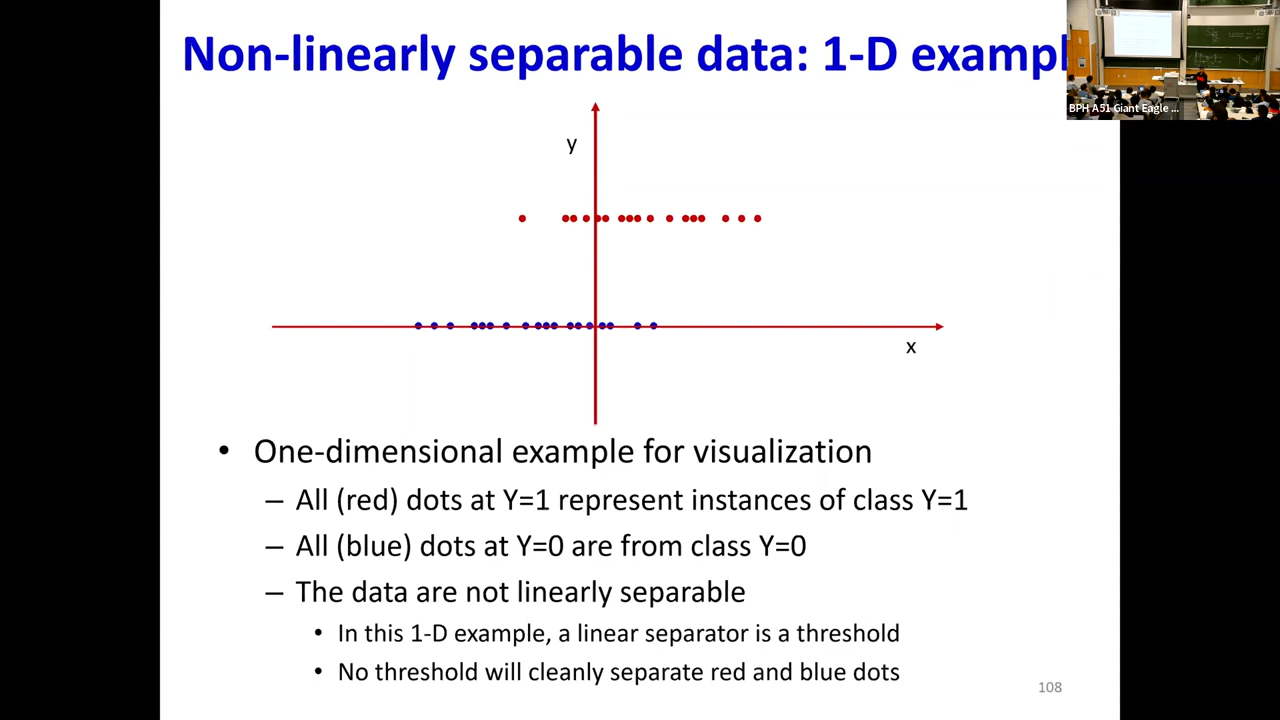 Non-linearly separable data: 1-D exampl
BPH A51 Giant Eagle ...
y
x
• One-dimensional example for visualization
– All (red) dots at Y=1 represent instances of class Y=1
– All (blue) dots at Y=0 are from class Y=0
– The data are not linearly separable
• In this 1-D example, a linear separator is a threshold
• No threshold will cleanly separate red and blue dots
108